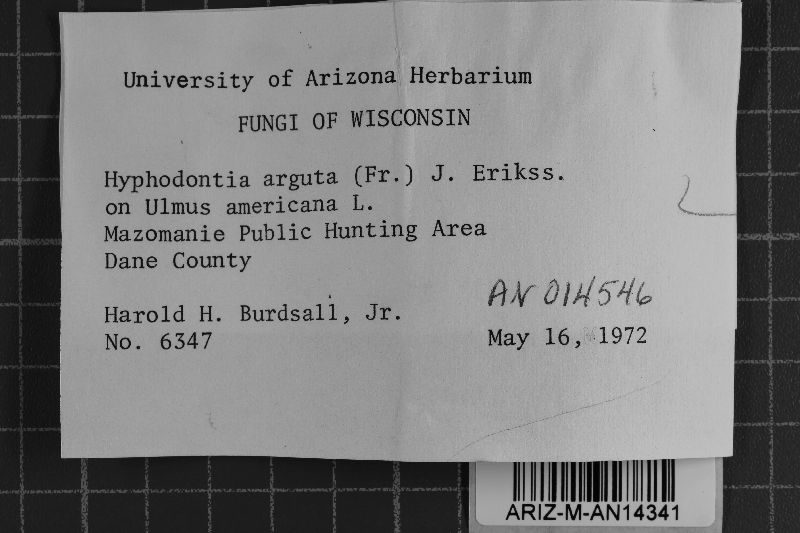 University of Arizona Herbarium
FUNGI OF WISCONSIN
Hyphodontia arguta (Fr.) J. Erikss.
on Ulmus americana L.
Mazomanie Public Hunting Area
Dane County
AN 014546
Harold H. Burdsall, Jr.
No. 6347
May 16, 1972
ARIZ-M-AN14341